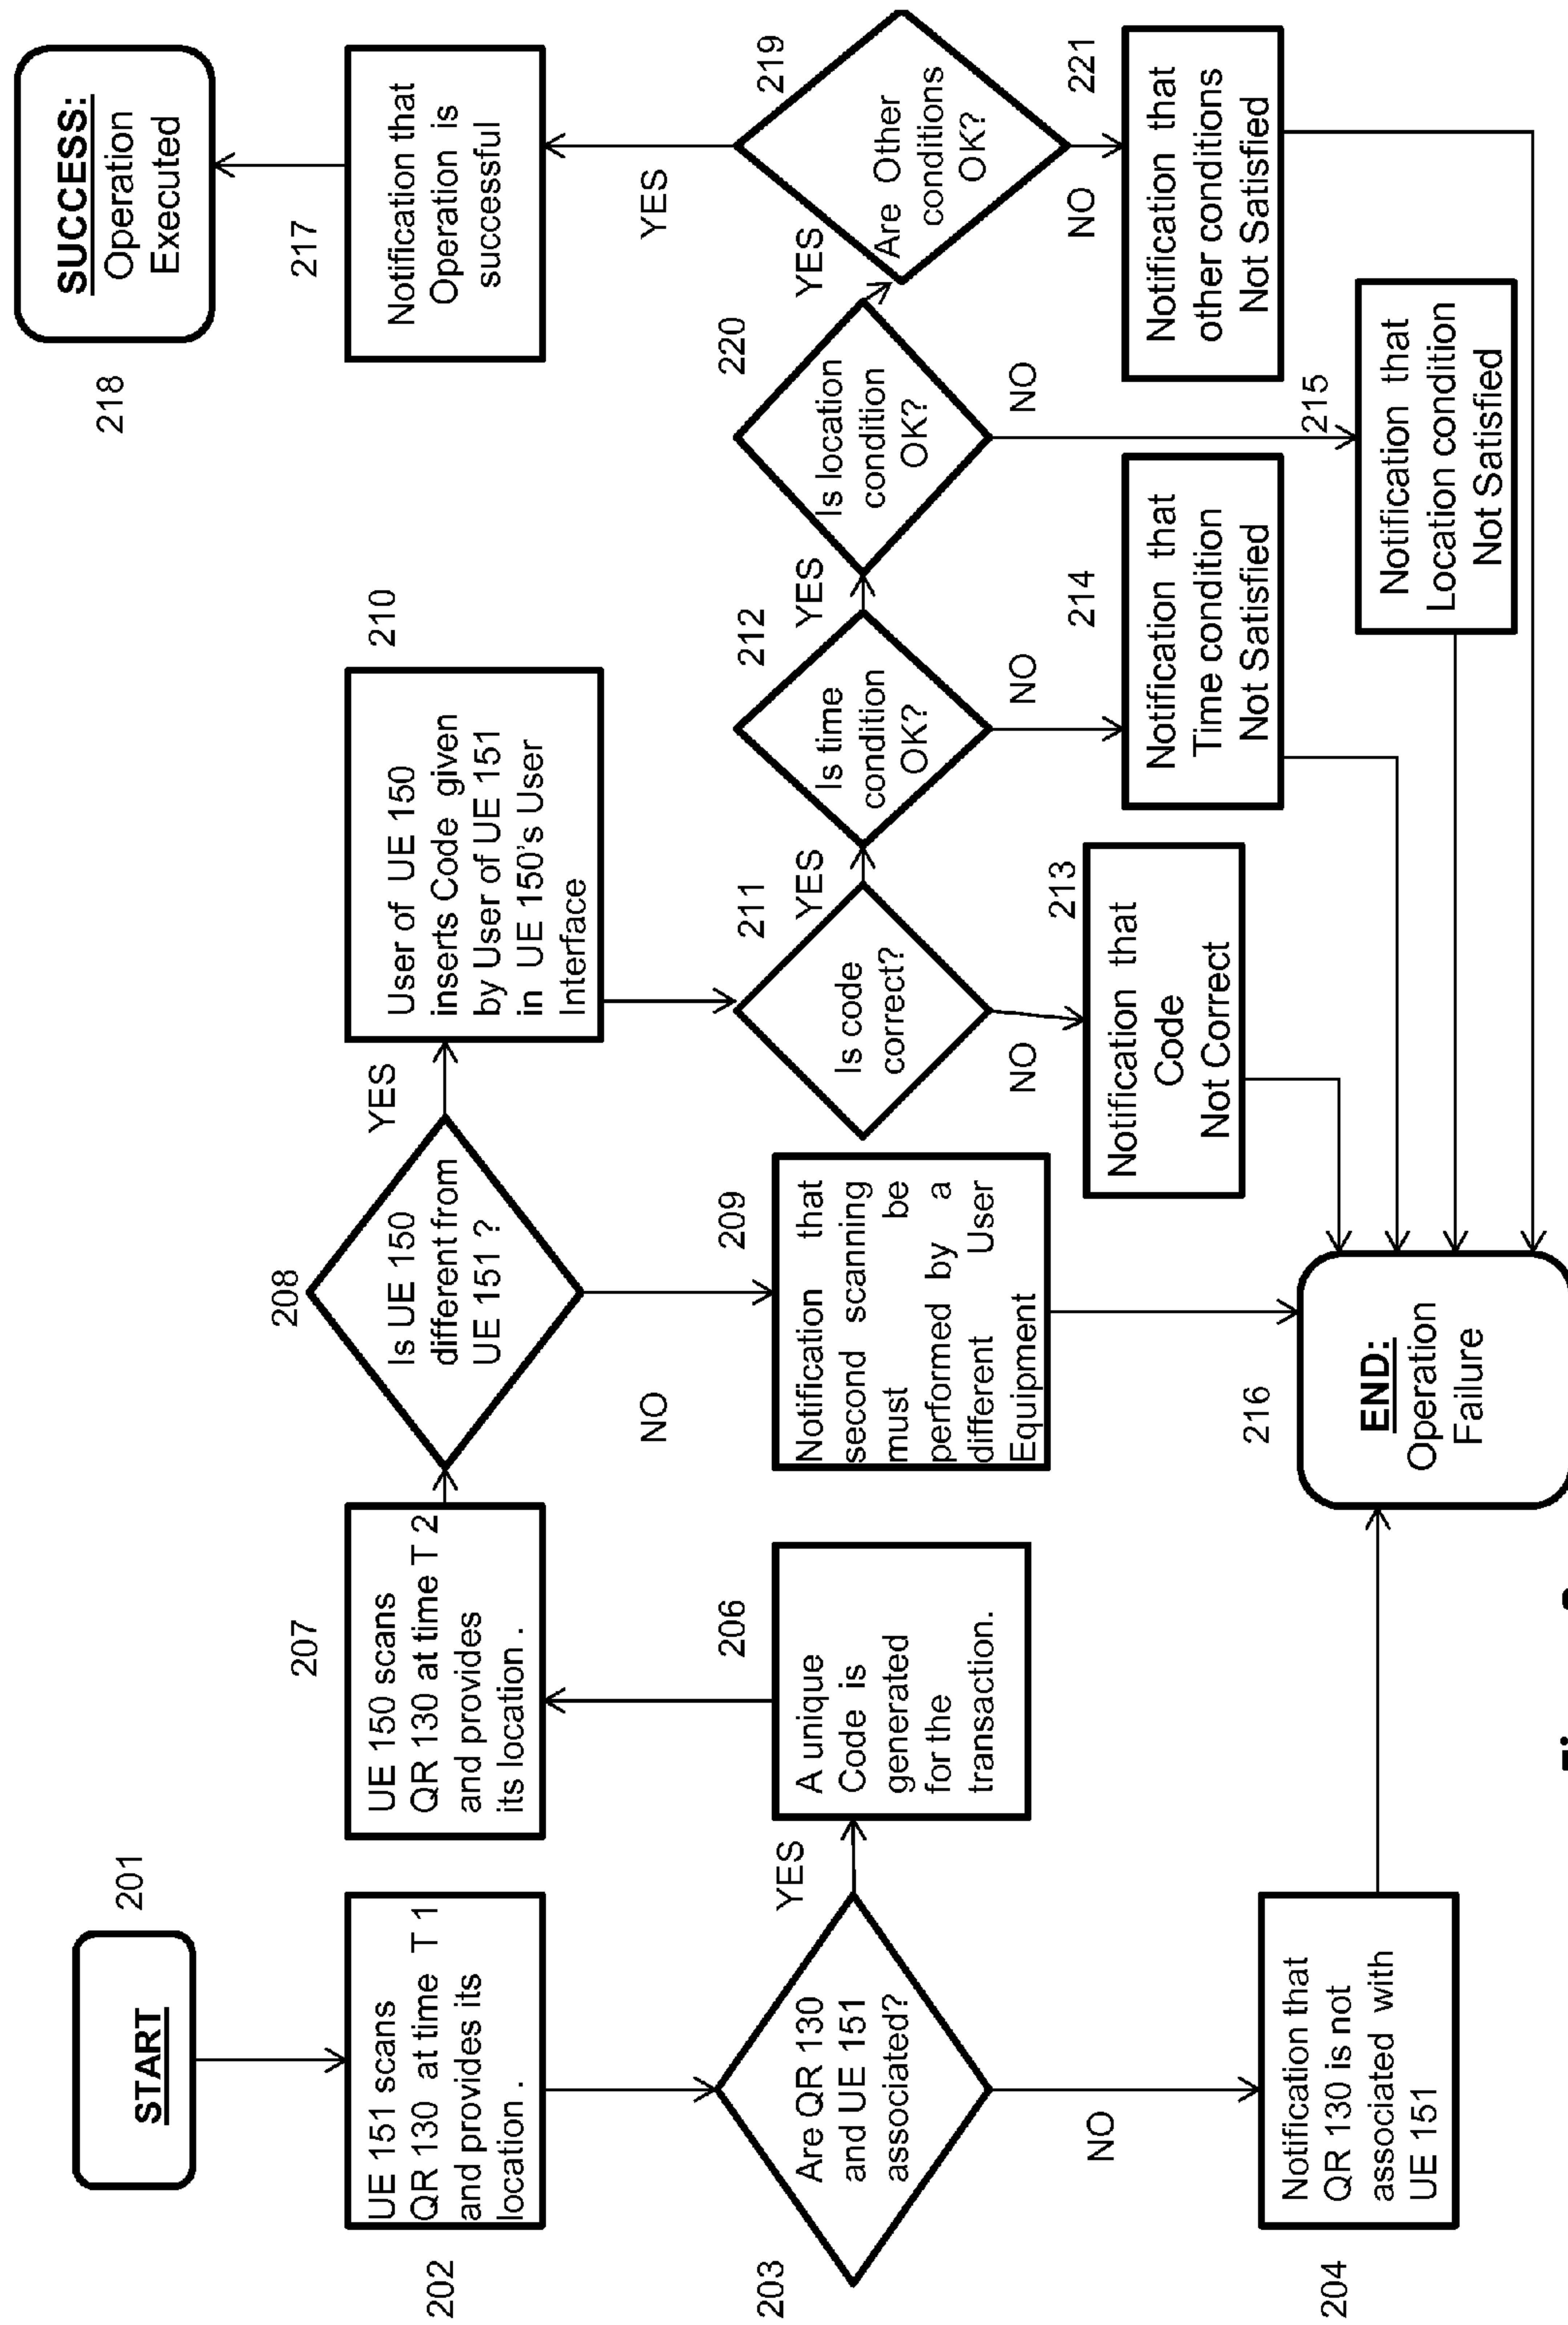 201
START
202
UE 151 scans
QR 130 at time T 1
and provides its
location .
203
Are QR 130
and UE 151
associated?
YES
NO
204
Notification that
QR 130 is not
associated with
UE 151
206
A unique
Code is
generated
for the
transaction.
207
UE 150 scans
QR 130 at time T 2
and provides
its location .
208
Is UE 150
different from
UE 151 ?
YES
NO
209
Notification that
second scanning
must be
performed by a
different User
Equipment
210
User of UE 150
inserts Code given
by User of UE 151
in UE 150's User
Interface
211
Is code
correct?
YES
NO
213
Notification that
Code
Not Correct
212
Is time
condition
OK?
YES
NO
214
Notification that
Time condition
Not Satisfied
220
Is location
condition
OK?
YES
NO
215
Notification that
Location condition
Not Satisfied
219
Are Other
conditions
OK?
YES
NO
221
Notification that
other conditions
Not Satisfied
217
Notification that
Operation is
successful
218
SUCCESS:
Operation
Executed
216
END:
Operation
Failure